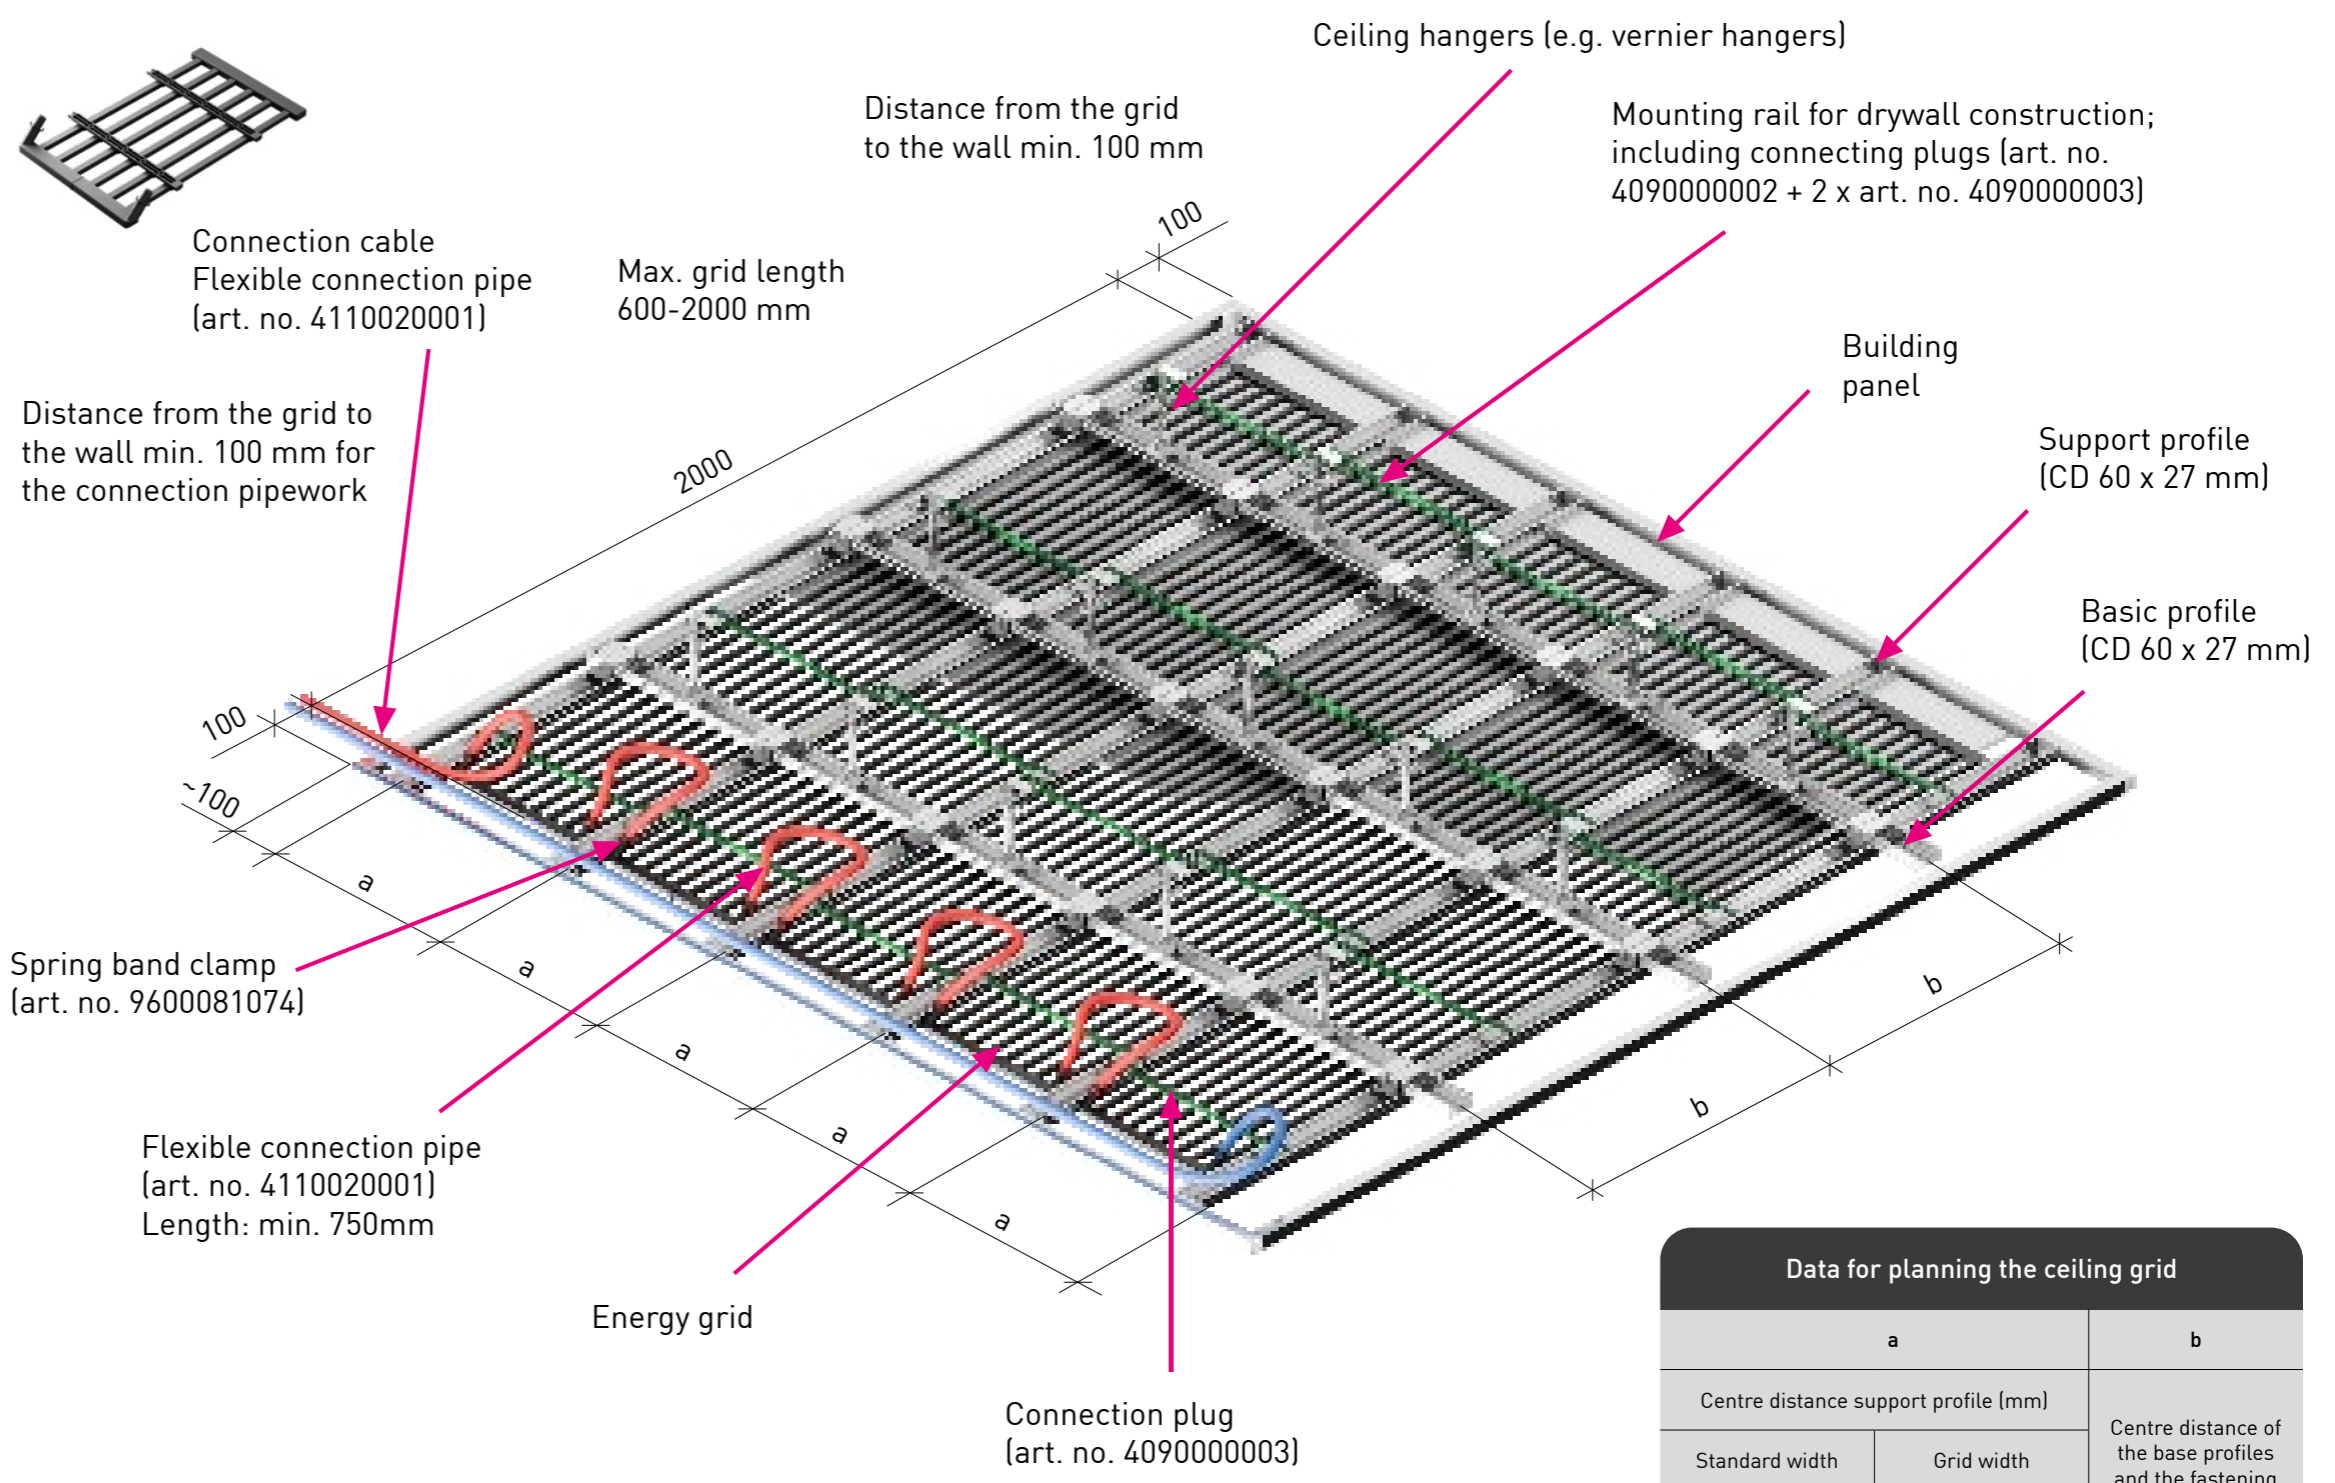 Ceiling hangers (e.g. vernier hangers)
Distance from the grid
to the wall min. 100 mm
Mounting rail for drywall construction;
including connecting plugs (art. no.
4090000002 + 2 x art. no. 4090000003)
100
Connection cable
Flexible connection pipe
(art. no. 4110020001)
Max. grid length
600-2000 mm
Building
panel
Distance from the grid to
the wall min. 100 mm for
the connection pipework
2000
Support profile
(CD 60 x 27 mm)
Basic profile
(CD 60 x 27 mm)
100
~100
a
a
a
a
a
b
b
Spring band clamp
(art. no. 9600081074)
Flexible connection pipe
(art. no. 4110020001)
Length: min. 750mm
Energy grid
Connection plug
(art. no. 4090000003)
Data for planning the ceiling grid
a
b
Centre distance support profile (mm)
Centre distance of
the base profiles
and the fastening
Standard width
Grid width